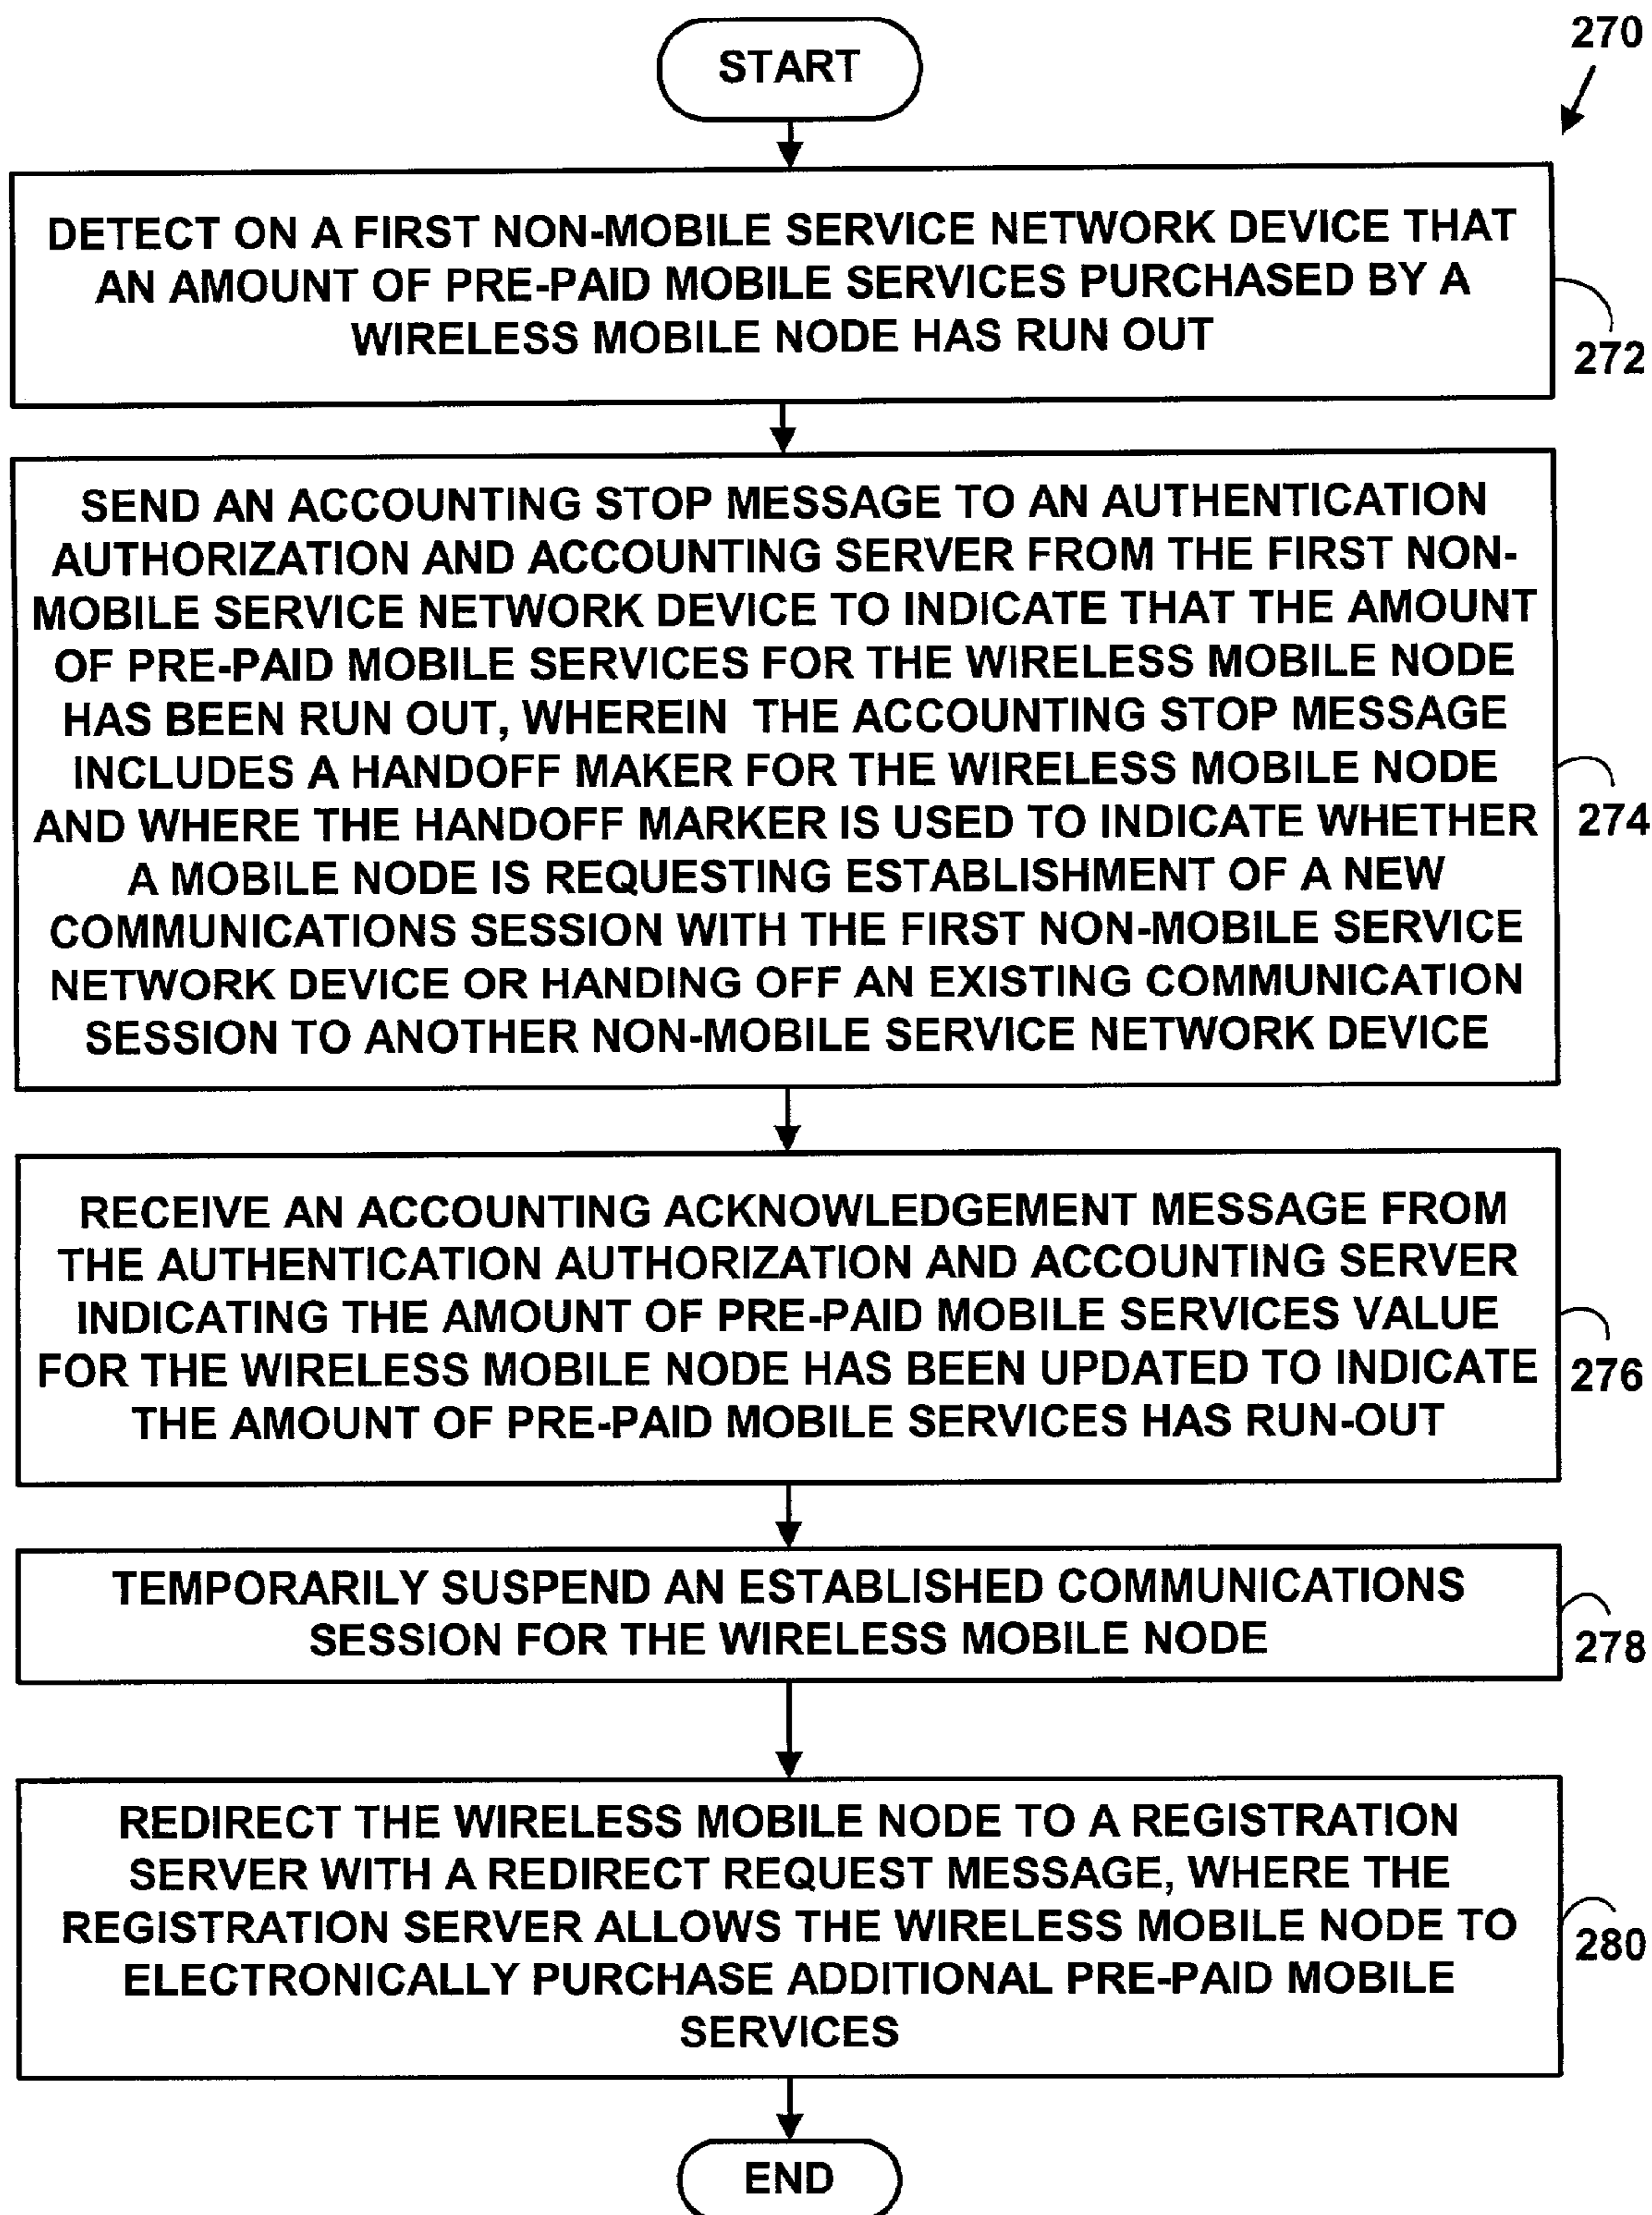 START
270
DETECT ON A FIRST NON-MOBILE SERVICE NETWORK DEVICE THAT
AN AMOUNT OF PRE-PAID MOBILE SERVICES PURCHASED BY A
WIRELESS MOBILE NODE HAS RUN OUT
272
SEND AN ACCOUNTING STOP MESSAGE TO AN AUTHENTICATION
AUTHORIZATION AND ACCOUNTING SERVER FROM THE FIRST NON-
MOBILE SERVICE NETWORK DEVICE TO INDICATE THAT THE AMOUNT
OF PRE-PAID MOBILE SERVICES FOR THE WIRELESS MOBILE NODE
HAS BEEN RUN OUT, WHEREIN THE ACCOUNTING STOP MESSAGE
INCLUDES A HANDOFF MAKER FOR THE WIRELESS MOBILE NODE
AND WHERE THE HANDOFF MARKER IS USED TO INDICATE WHETHER
A MOBILE NODE IS REQUESTING ESTABLISHMENT OF A NEW
COMMUNICATIONS SESSION WITH THE FIRST NON-MOBILE SERVICE
NETWORK DEVICE OR HANDING OFF AN EXISTING COMMUNICATION
SESSION TO ANOTHER NON-MOBILE SERVICE NETWORK DEVICE
274
RECEIVE AN ACCOUNTING ACKNOWLEDGEMENT MESSAGE FROM
THE AUTHENTICATION AUTHORIZATION AND ACCOUNTING SERVER
INDICATING THE AMOUNT OF PRE-PAID MOBILE SERVICES VALUE
FOR THE WIRELESS MOBILE NODE HAS BEEN UPDATED TO INDICATE
THE AMOUNT OF PRE-PAID MOBILE SERVICES HAS RUN-OUT
276
TEMPORARILY SUSPEND AN ESTABLISHED COMMUNICATIONS
SESSION FOR THE WIRELESS MOBILE NODE
278
REDIRECT THE WIRELESS MOBILE NODE TO A REGISTRATION
SERVER WITH A REDIRECT REQUEST MESSAGE, WHERE THE
REGISTRATION SERVER ALLOWS THE WIRELESS MOBILE NODE TO
ELECTRONICALLY PURCHASE ADDITIONAL PRE-PAID MOBILE
SERVICES
280
END